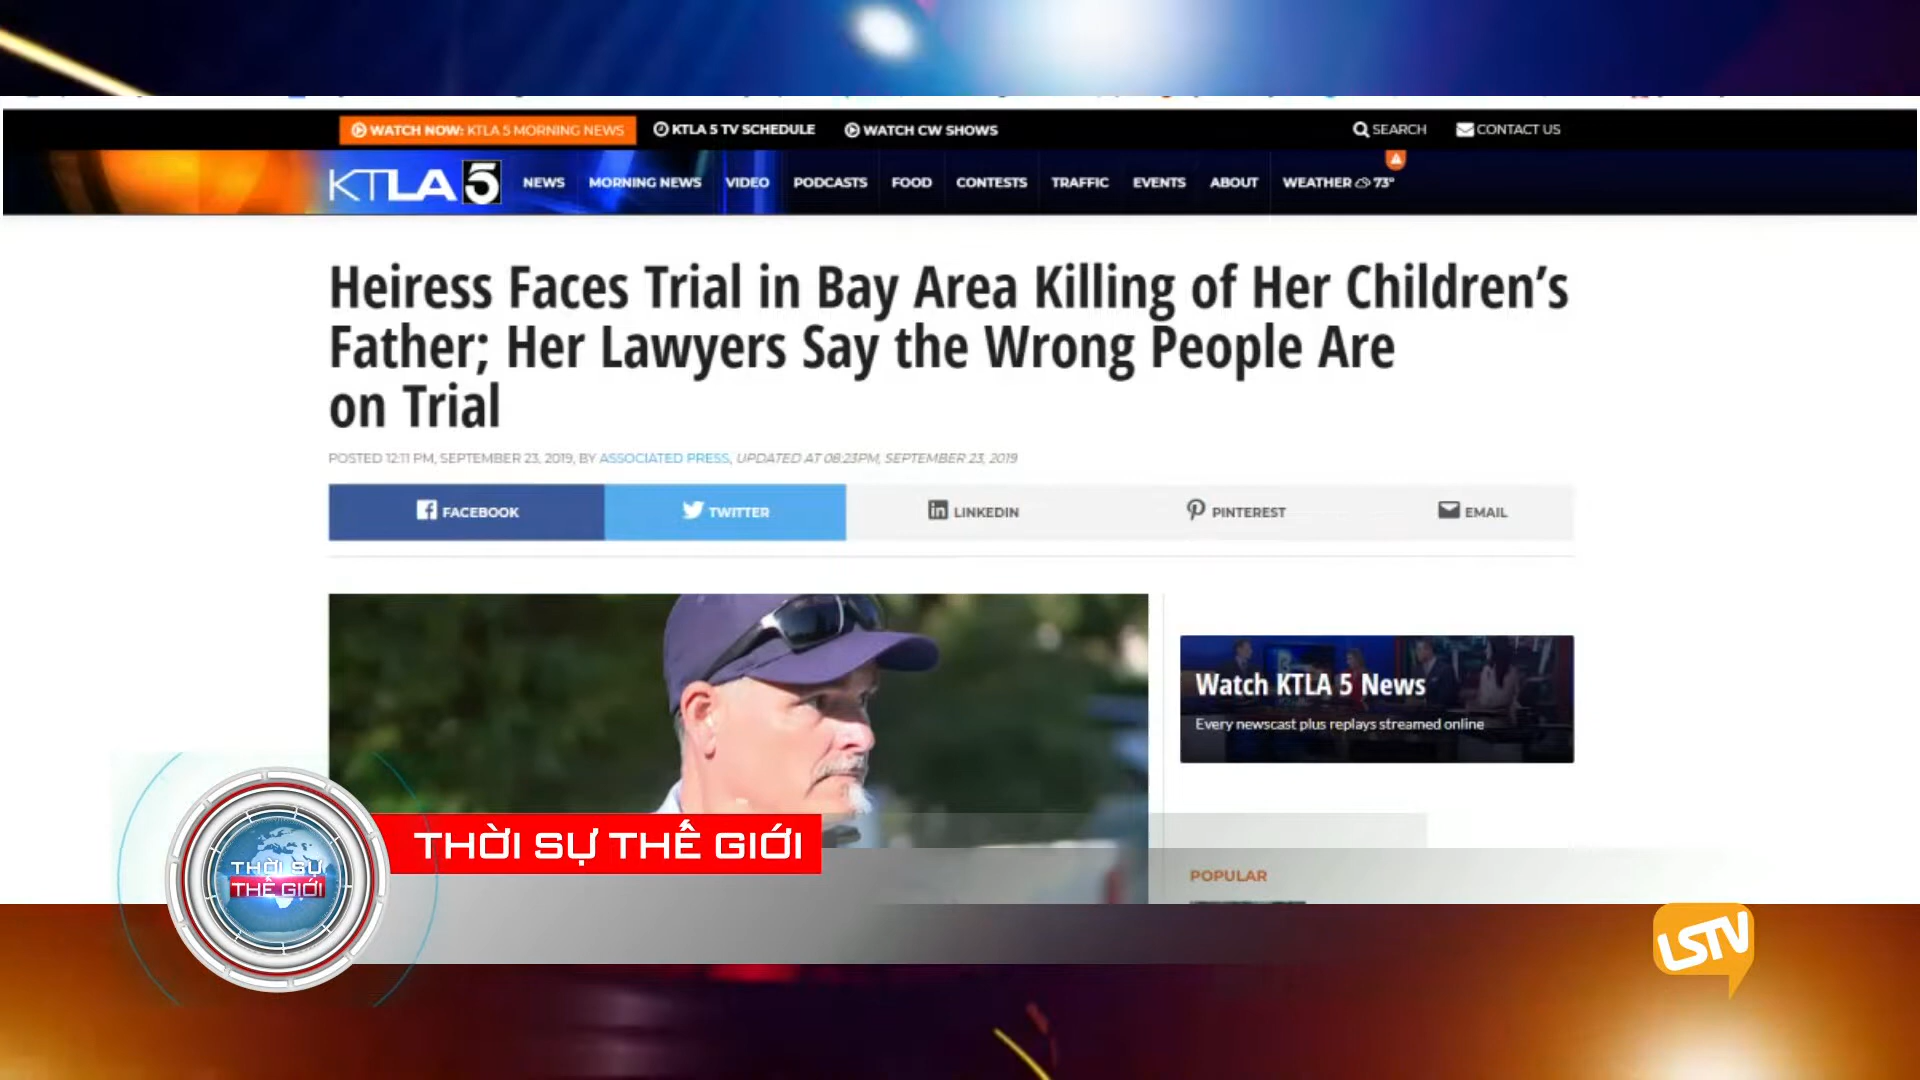 WATCH NOW: KTLA 5 MORNING NEWS KTLA 5 TV SCHEDULE WATCH CW SHOWS SEARCH CONTACT US
KTLA 5 NEWS MORNING NEWS VIDEO PODCASTS FOOD CONTESTS TRAFFIC EVENTS ABOUT WEATHER 73°
Heiress Faces Trial in Bay Area Killing of Her Children’s
Father; Her Lawyers Say the Wrong People Are
on Trial
POSTED 12:11 PM, SEPTEMBER 23, 2019, BY ASSOCIATED PRESS, UPDATED AT 08:23PM, SEPTEMBER 23, 2019
FACEBOOK TWITTER LINKEDIN PINTEREST EMAIL
Watch KTLA 5 News
Every newscast plus replays streamed online
THỜI SỰ THẾ GIỚI
THỜI SỰ
THẾ GIỚI
POPULAR
LSTV